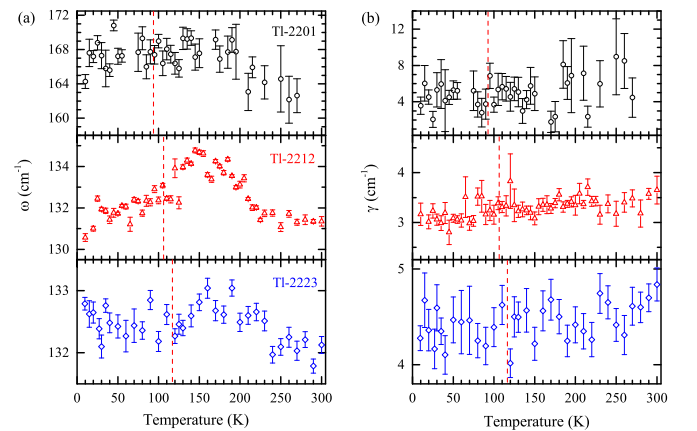 (a)
Tl-2201
172
168
164
160
Tl-2212
134
132
130
ω (cm⁻¹)
Tl-2223
133
132
0 50 100 150 200 250 300
Temperature (K)
(b)
12
8
4
4
3
γ (cm⁻¹)
5
4
0 50 100 150 200 250 300
Temperature (K)